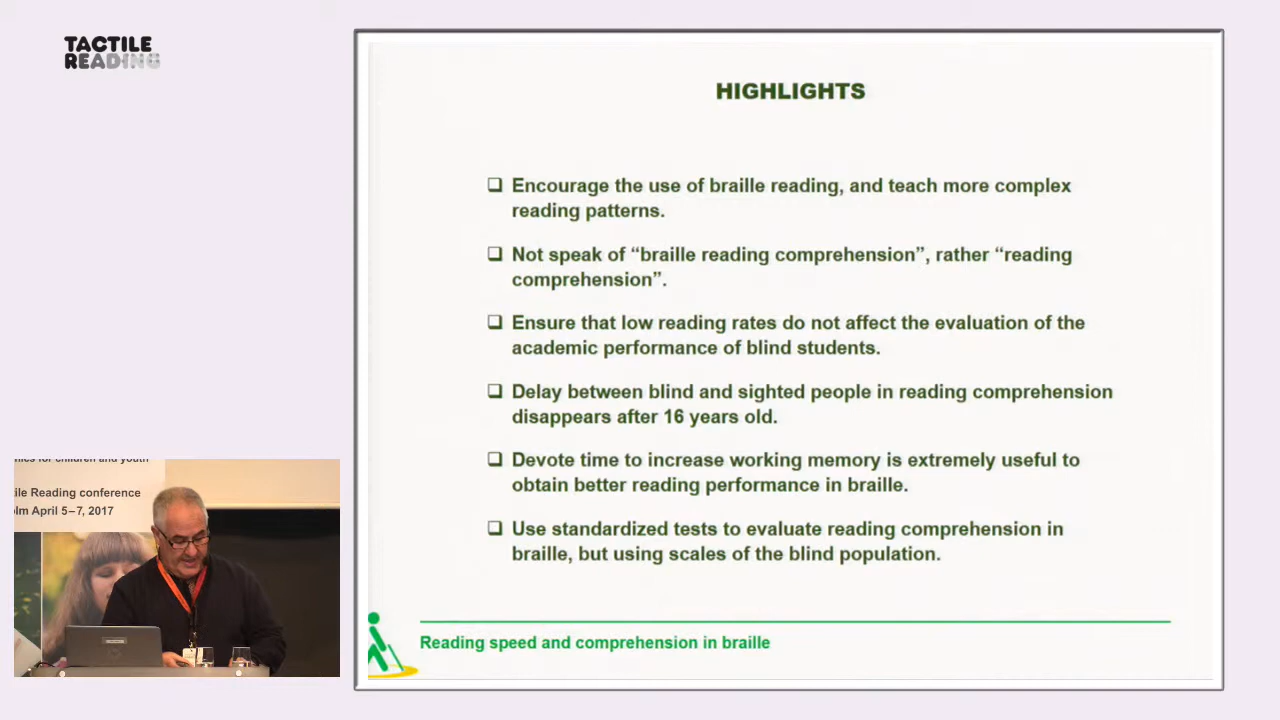 TACTILE
READING
HIGHLIGHTS
❑ Encourage the use of braille reading, and teach more complex
reading patterns.
❑ Not speak of “braille reading comprehension”, rather “reading
comprehension”.
❑ Ensure that low reading rates do not affect the evaluation of the
academic performance of blind students.
❑ Delay between blind and sighted people in reading comprehension
disappears after 16 years old.
❑ Devote time to increase working memory is extremely useful to
obtain better reading performance in braille.
❑ Use standardized tests to evaluate reading comprehension in
braille, but using scales of the blind population.
Reading speed and comprehension in braille
for children and youth
ile Reading conference
lm April 5–7, 2017